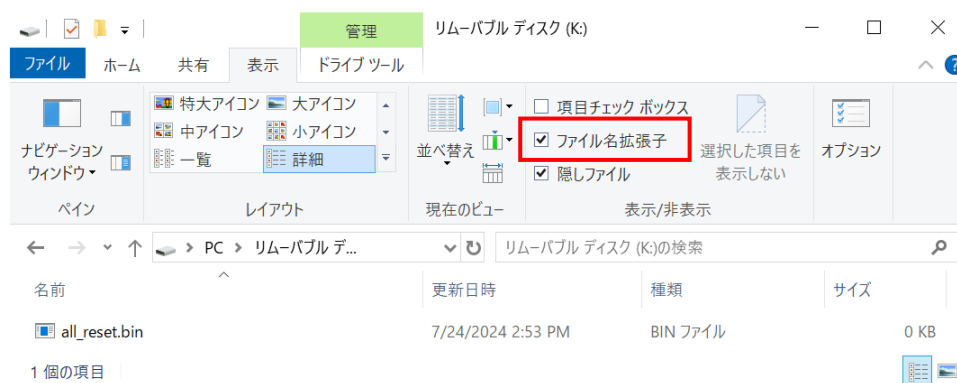 管理
リムーバブル ディスク (K:)
ファイル ホーム 共有 表示 ドライブ ツール
?
特大アイコン 大アイコン
中アイコン 小アイコン
一覧 詳細
ナビゲーション
ウィンドウ
並べ替え
項目チェック ボックス
ファイル名拡張子
隠しファイル
選択した項目を
表示しない
オプション
ペイン レイアウト 現在のビュー 表示/非表示
PC リムーバブル デ... リムーバブル ディスク (K:)の検索
名前 更新日時 種類 サイズ
all_reset.bin 7/24/2024 2:53 PM BIN ファイル 0 KB
1 個の項目